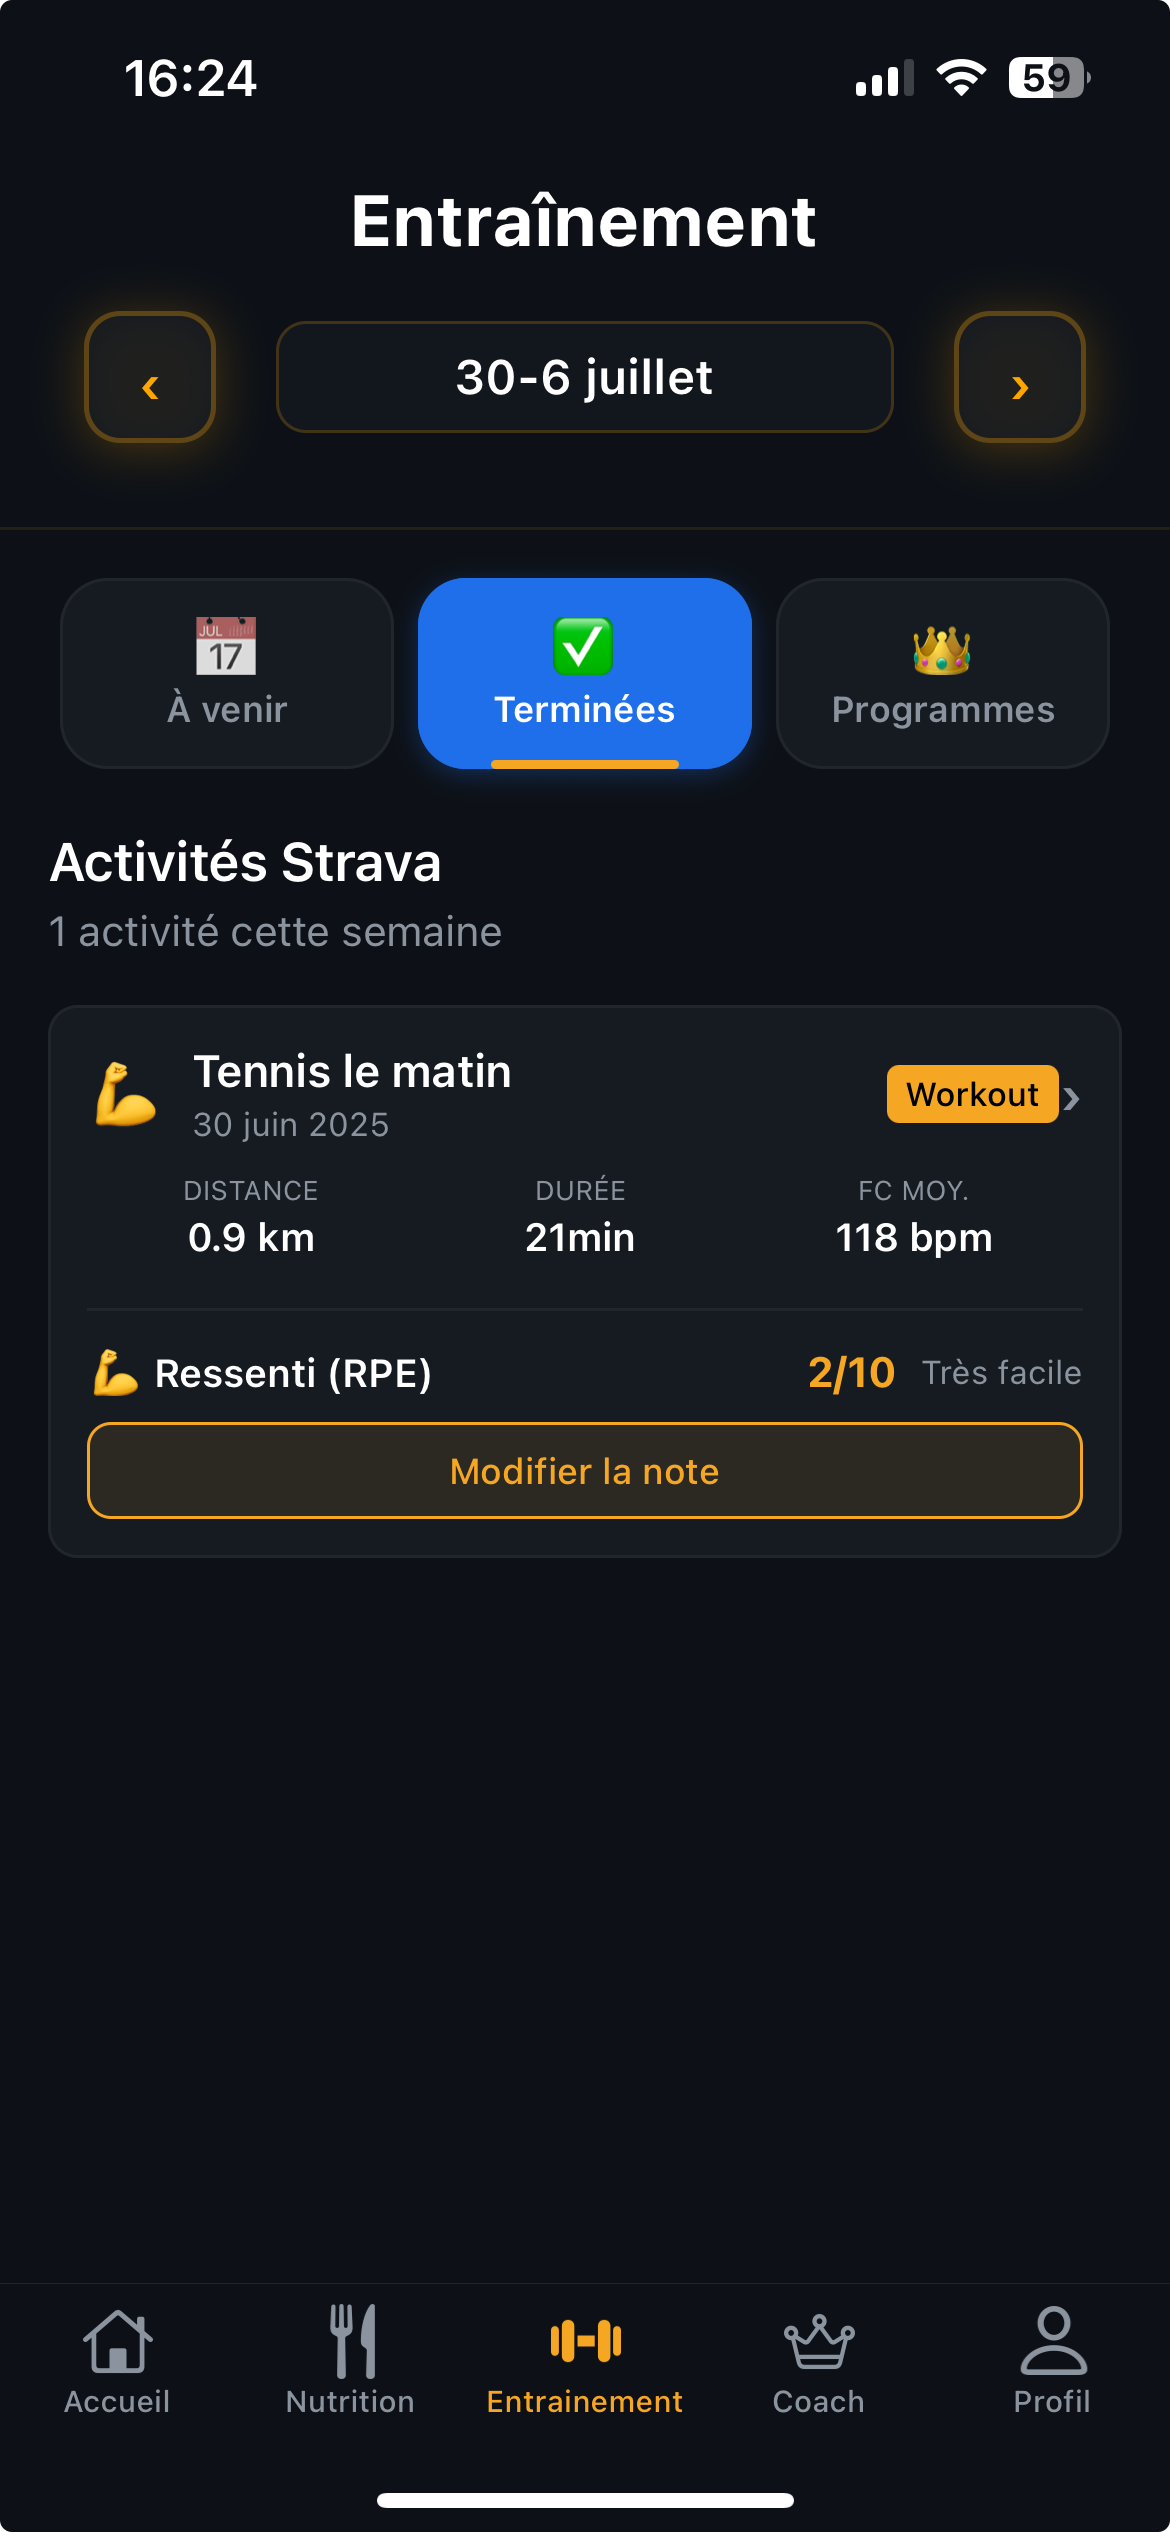 16:24
59
Entraînement
‹ 30-6 juillet ›
JUL
17
À venir
Terminées
Programmes
Activités Strava
1 activité cette semaine
Tennis le matin
30 juin 2025
Workout ›
DISTANCE DURÉE FC MOY.
0.9 km 21min 118 bpm
Ressenti (RPE) 2/10 Très facile
Modifier la note
Accueil Nutrition Entrainement Coach Profil